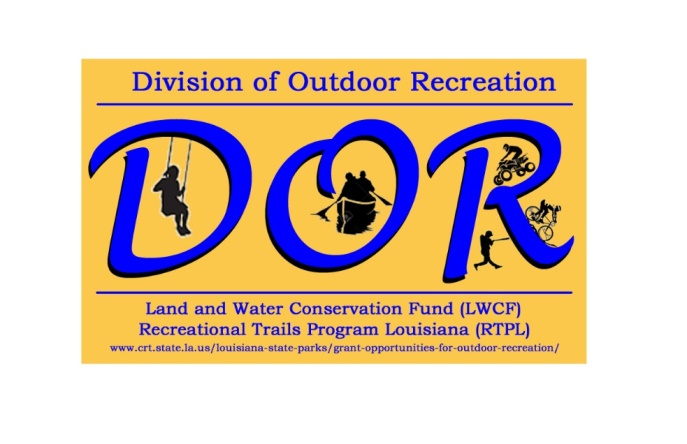 Division of Outdoor Recreation
DOR
Land and Water Conservation Fund (LWCF)
Recreational Trails Program Louisiana (RTPL)
www.crt.state.la.us/louisiana-state-parks/grant-opportunities-for-outdoor-recreation/